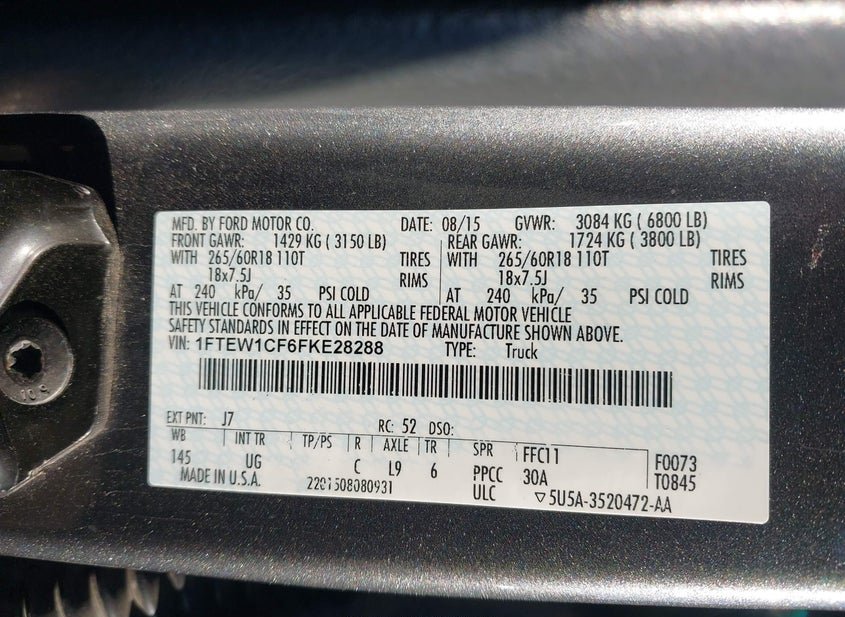 MFD. BY FORD MOTOR CO. DATE: 08/15 GVWR: 3084 KG ( 6800 LB)
FRONT GAWR: 1429 KG ( 3150 LB) REAR GAWR: 1724 KG ( 3800 LB)
WITH 265/60R18 110T TIRES WITH 265/60R18 110T TIRES
18x7.5J RIMS 18x7.5J RIMS
AT 240 kPa/ 35 PSI COLD AT 240 kPa/ 35 PSI COLD
THIS VEHICLE CONFORMS TO ALL APPLICABLE FEDERAL MOTOR VEHICLE
SAFETY STANDARDS IN EFFECT ON THE DATE OF MANUFACTURE SHOWN ABOVE.
VIN: 1FTEW1CF6FKE28288 TYPE: Truck
EXT PNT: J7 RC: 52 DSO:
WB INT TR TP/PS R AXLE TR SPR FFC11 F0073
145 UG C L9 6 PPCC 30A T0845
MADE IN U.S.A. 2201508080931 ULC ▽5U5A-3520472-AA
10.9